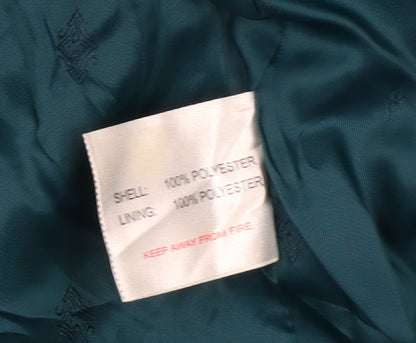 SHELL: 100% POLYESTER
LINING: 100% POLYESTER
KEEP AWAY FROM FIRE